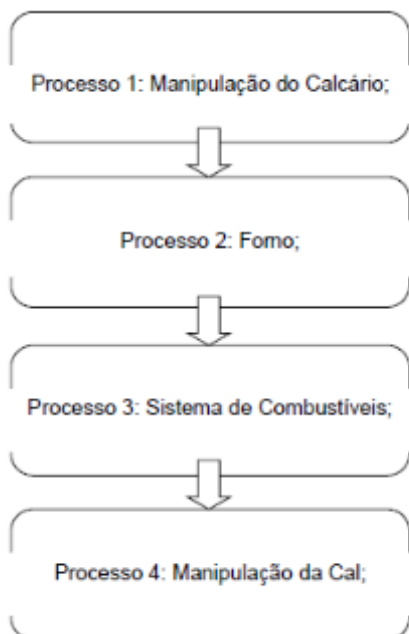 Processo 1: Manipulação do Calcário;
Processo 2: Forno;
Processo 3: Sistema de Combustíveis;
Processo 4: Manipulação da Cal;